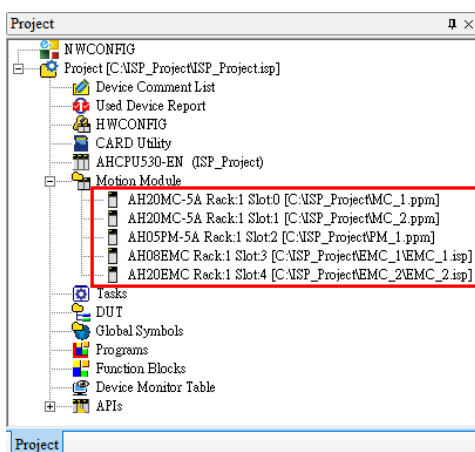 Project
NWCONFIG
Project [C:\ISP_Project\ISP_Project.isp]
Device Comment List
Used Device Report
HWCONFIG
CARD Utility
AHCPU530-EN (ISP_Project)
Motion Module
AH20MC-5A Rack:1 Slot:0 [C:\ISP_Project\MC_1.ppm]
AH20MC-5A Rack:1 Slot:1 [C:\ISP_Project\MC_2.ppm]
AH05PM-5A Rack:1 Slot:2 [C:\ISP_Project\PM_1.ppm]
AH08EMC Rack:1 Slot:3 [C:\ISP_Project\EMC_1\EMC_1.isp]
AH20EMC Rack:1 Slot:4 [C:\ISP_Project\EMC_2\EMC_2.isp]
Tasks
DUT
Global Symbols
Programs
Function Blocks
Device Monitor Table
APIs
Project